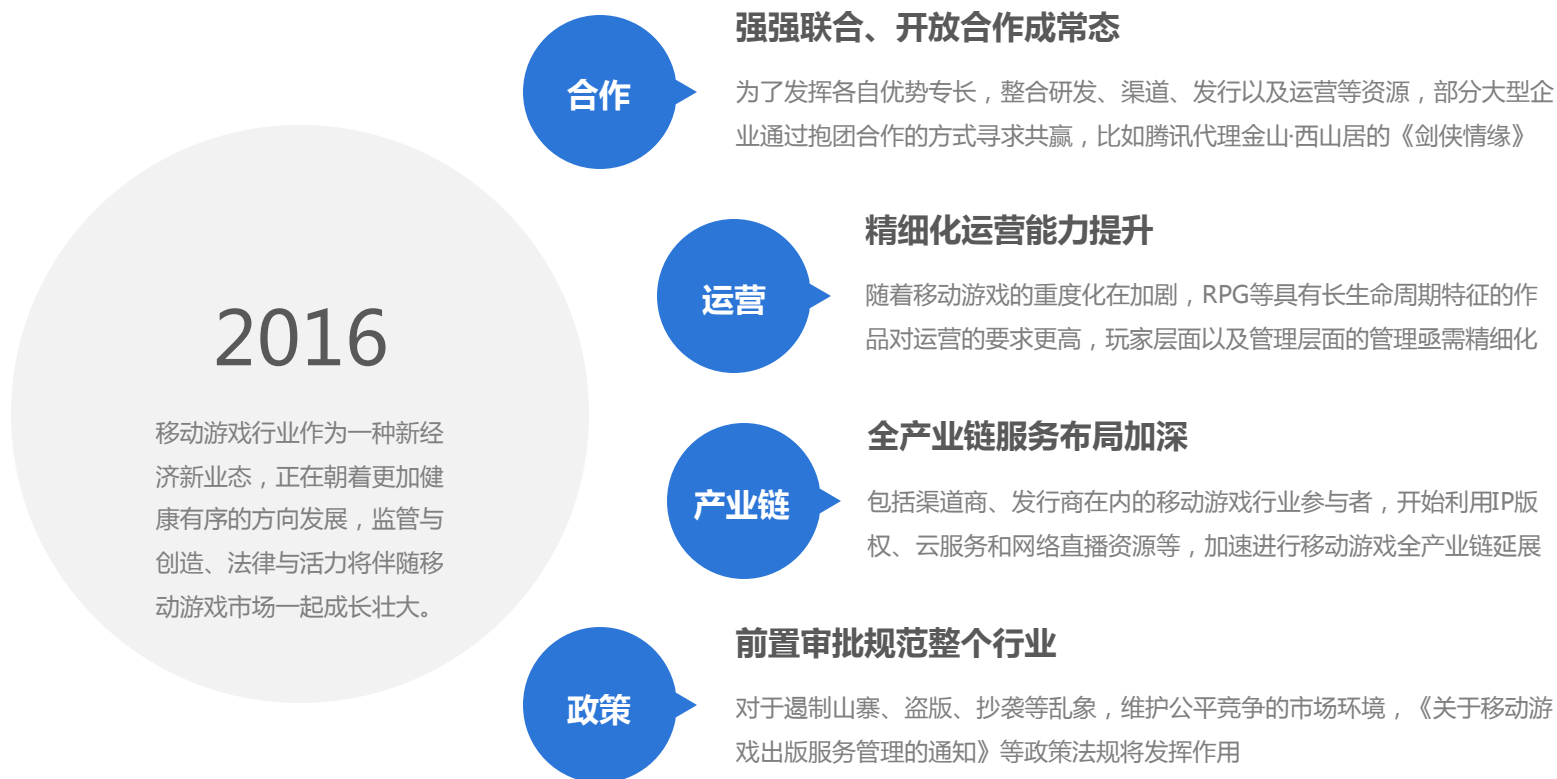 2016
移动游戏行业作为一种新经
济新业态，正在朝着更加健
康有序的方向发展，监管与
创造、法律与活力将伴随移
动游戏市场一起成长壮大。
合作
强强联合、开放合作成常态
为了发挥各自优势专长，整合研发、渠道、发行以及运营等资源，部分大型企
业通过抱团合作的方式寻求共赢，比如腾讯代理金山·西山居的《剑侠情缘》
运营
精细化运营能力提升
随着移动游戏的重度化在加剧，RPG等具有长生命周期特征的作
品对运营的要求更高，玩家层面以及管理层面的管理亟需精细化
产业链
全产业链服务布局加深
包括渠道商、发行商在内的移动游戏行业参与者，开始利用IP版
权、云服务和网络直播资源等，加速进行移动游戏全产业链延展
政策
前置审批规范整个行业
对于遏制山寨、盗版、抄袭等乱象，维护公平竞争的市场环境，《关于移动游
戏出版服务管理的通知》等政策法规将发挥作用